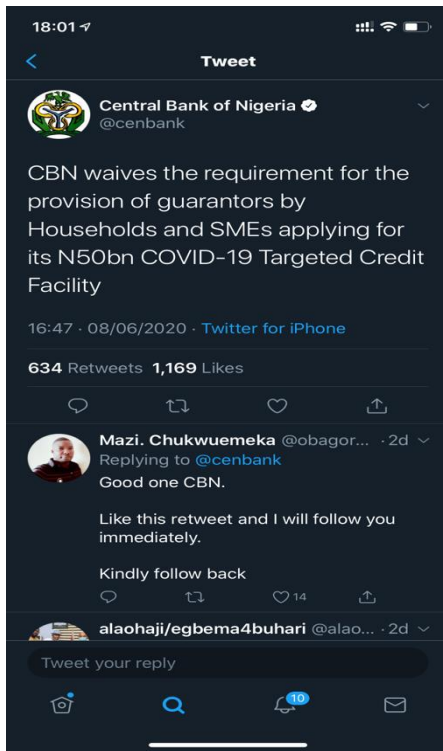 18:01
Tweet
Central Bank of Nigeria
@cenbank
CBN waives the requirement for the
provision of guarantors by
Households and SMEs applying for
its N50bn COVID-19 Targeted Credit
Facility
16:47 · 08/06/2020 · Twitter for iPhone
634 Retweets 1,169 Likes
Mazi. Chukwuemeka @obagor... · 2d
Replying to @cenbank
Good one CBN.
Like this retweet and I will follow you
immediately.
Kindly follow back
14
alaohaji/egbema4buhari @alao... · 2d
Tweet your reply
10